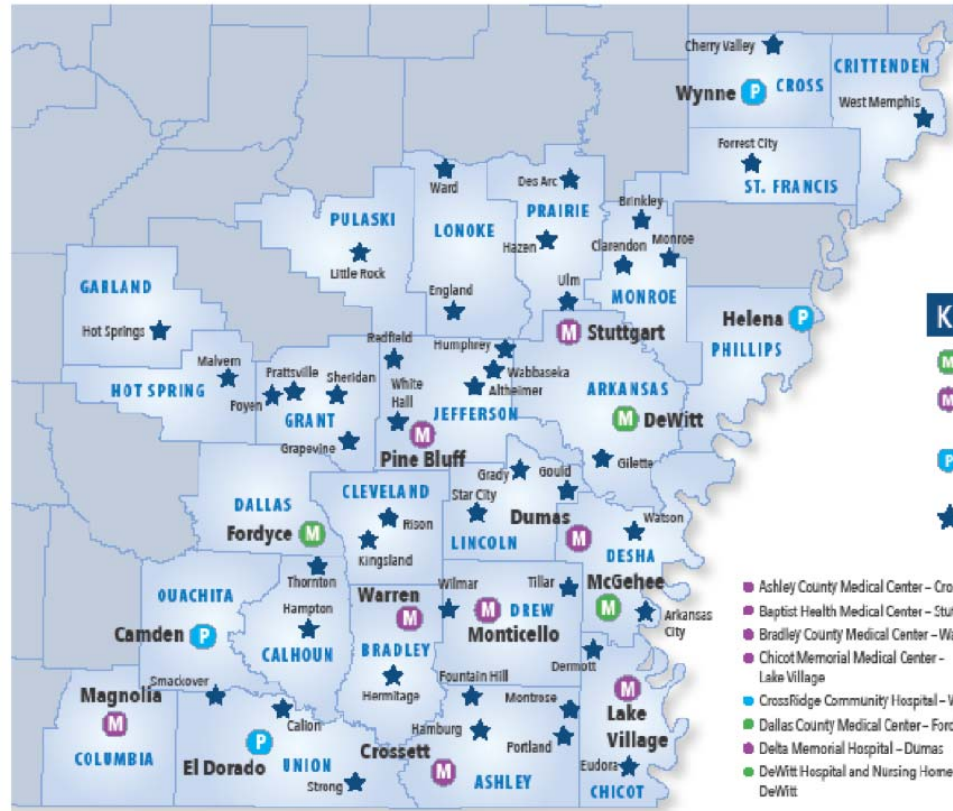 Cherry Valley
CRITTENDEN
Wynne
P
CROSS
West Memphis
Forrest City
ST. FRANCIS
Ward
Des Arc
PULASKI
LONOKE
PRAIRIE
Brinkley
Hazen
Clarendon
Monroe
Little Rock
GARLAND
England
Ulm
MONROE
Hot Springs
M
Stuttgart
Helena
P
PHILLIPS
Redfield
Humphrey
Malvern
Prattsville
Sheridan
White
Hall
Wabbaseka
Altheimer
ARKANSAS
HOT SPRING
Poyen
GRANT
JEFFERSON
M
DeWitt
Grapevine
M
Pine Bluff
Grady
Gould
Gilette
DALLAS
CLEVELAND
Star City
Fordyce
M
Rison
Dumas
M
Watson
Kingsland
LINCOLN
DESHA
Thornton
Wilmar
Tillar
McGehee
OUACHITA
Warren
M
M
DREW
M
Arkansas
City
Hampton
Monticello
Camden
P
CALHOUN
BRADLEY
Dermott
Smackover
Hermitage
Fountain Hill
Montrose
M
Magnolia
M
Calion
Hamburg
Lake
Village
P
Crossett
Portland
COLUMBIA
El Dorado
UNION
M
Eudora
Strong
ASHLEY
CHICOT
K
M
M
P
Ashley County Medical Center – Cro
Baptist Health Medical Center – Stu
Bradley County Medical Center – Wa
Chicot Memorial Medical Center –
Lake Village
CrossRidge Community Hospital – W
Dallas County Medical Center – Ford
Delta Memorial Hospital – Dumas
DeWitt Hospital and Nursing Home
DeWitt